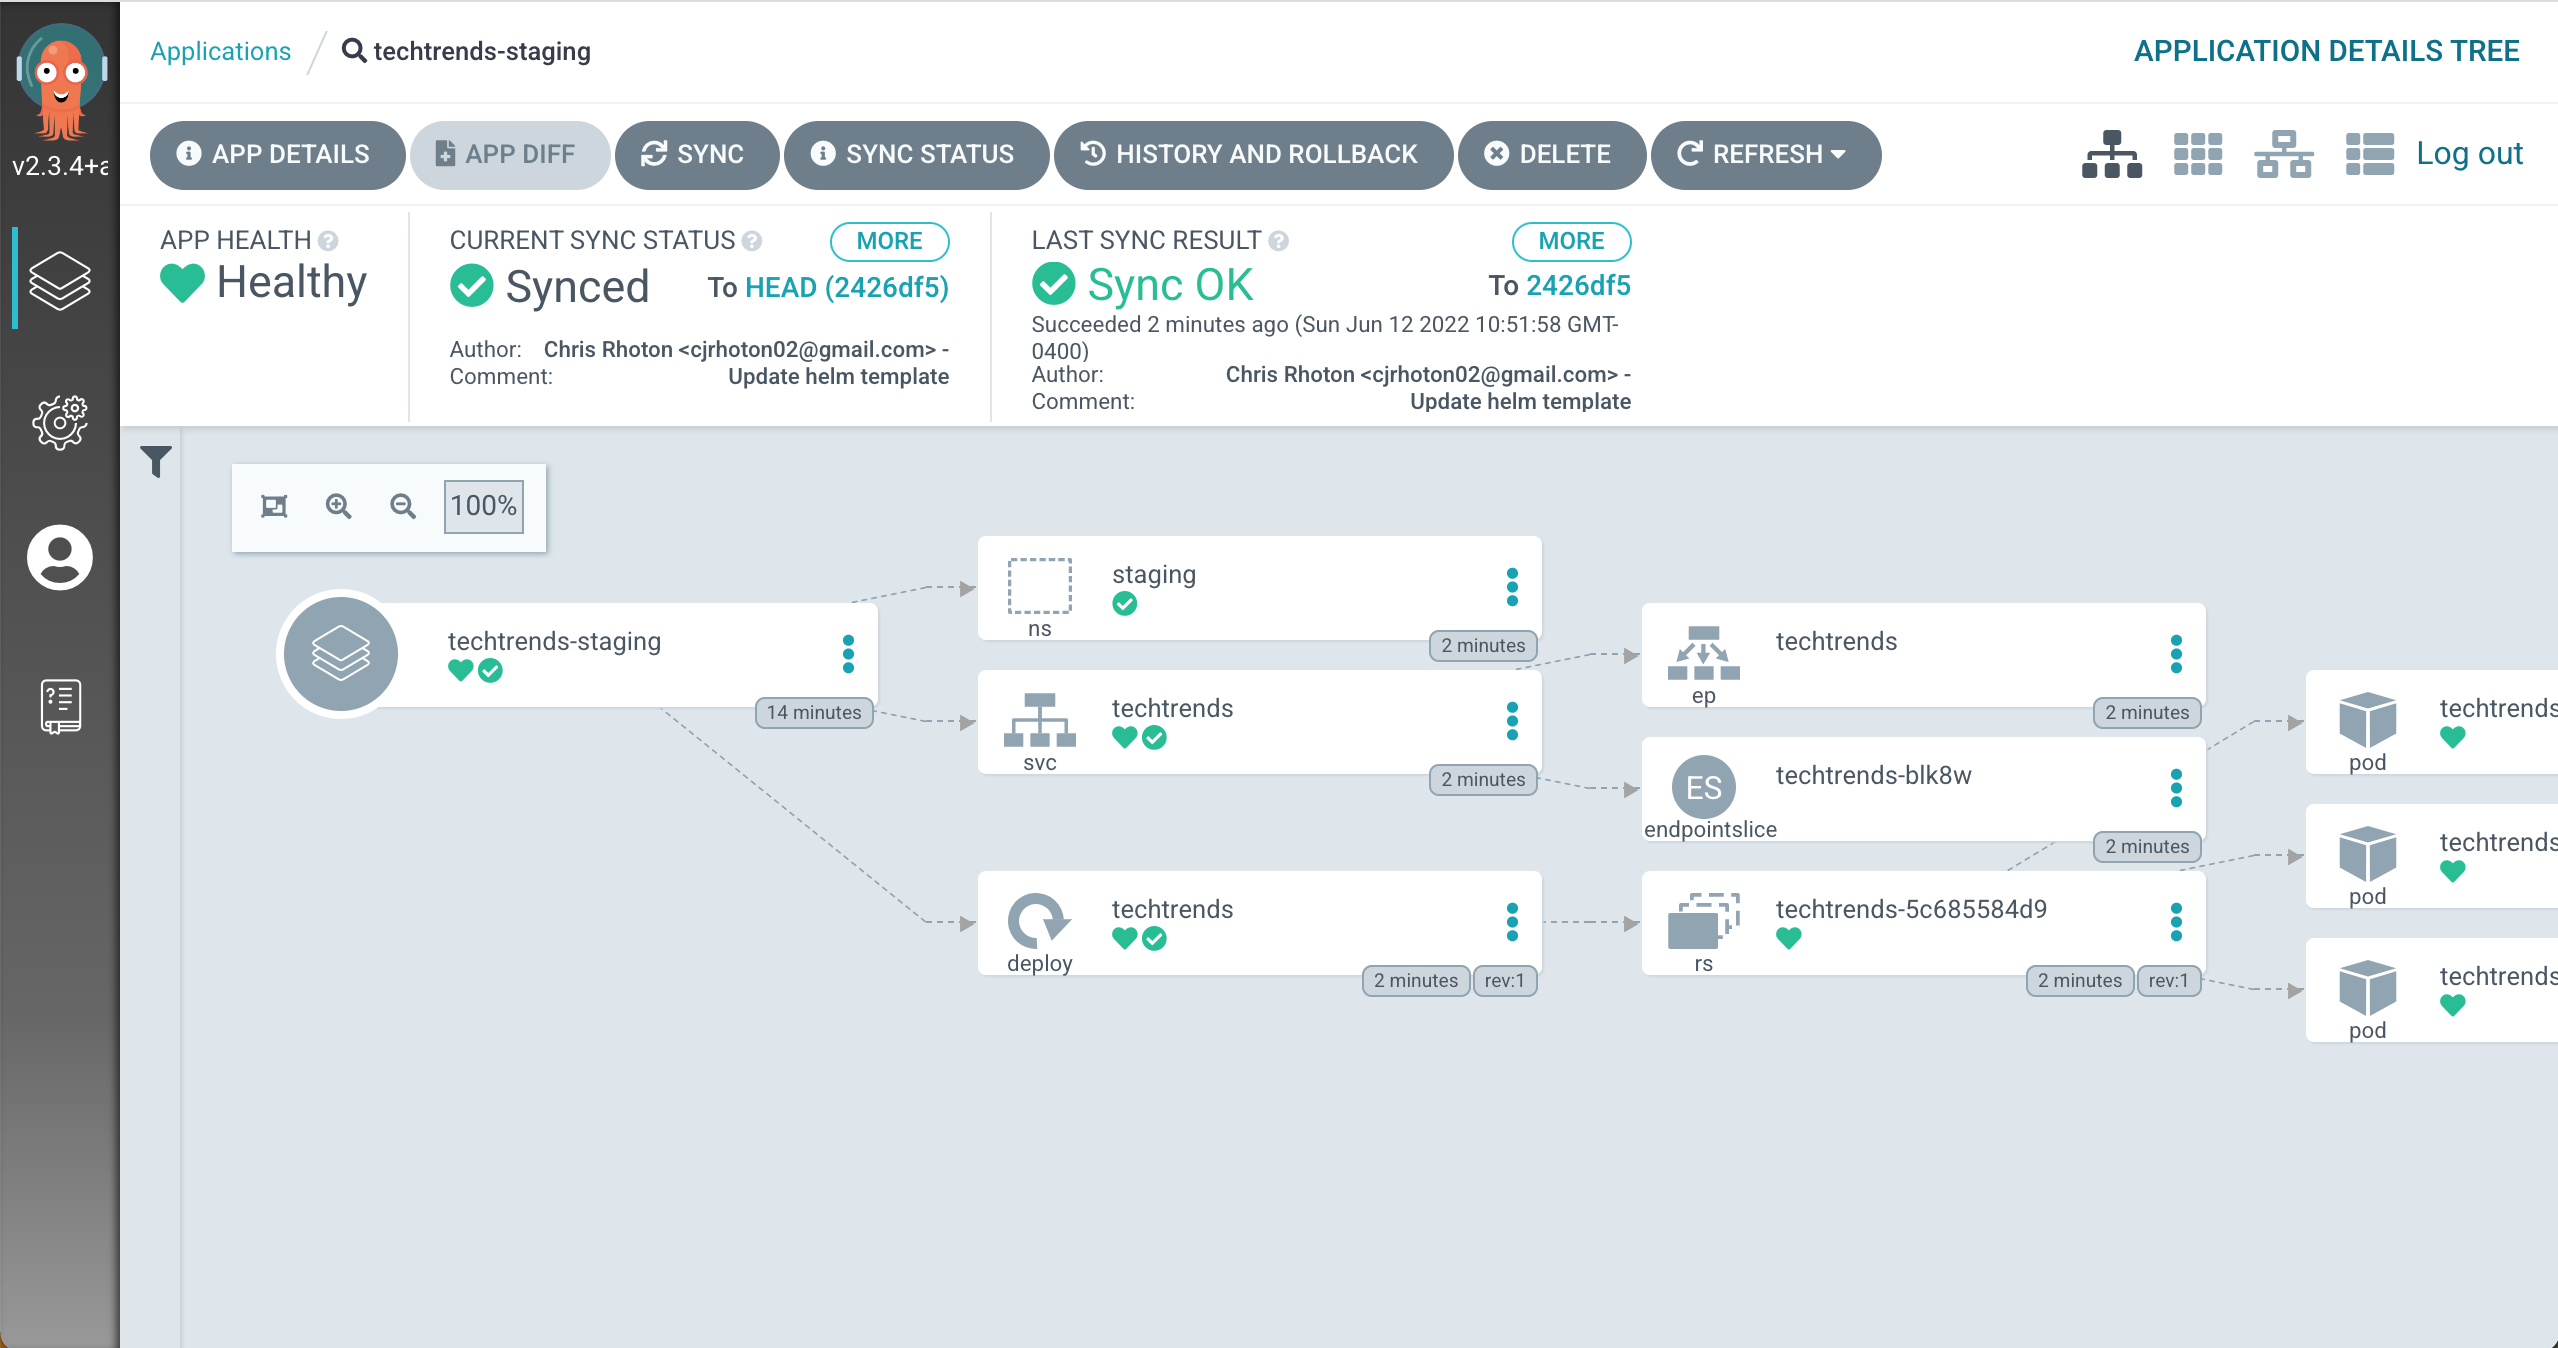 v2.3.4+a
Applications
techtrends-staging
APPLICATION DETAILS TREE
APP DETAILS
APP DIFF
SYNC
SYNC STATUS
HISTORY AND ROLLBACK
DELETE
REFRESH
Log out
APP HEALTH ?
Healthy
CURRENT SYNC STATUS ?
MORE
Synced
To HEAD (2426df5)
Author: Chris Rhoton <cjrhoton02@gmail.com> -
Comment: Update helm template
LAST SYNC RESULT ?
MORE
Sync OK
To 2426df5
Succeeded 2 minutes ago (Sun Jun 12 2022 10:51:58 GMT-
0400)
Author: Chris Rhoton <cjrhoton02@gmail.com> -
Comment: Update helm template
100%
techtrends-staging
14 minutes
staging
ns
2 minutes
techtrends
svc
2 minutes
techtrends
deploy
2 minutes
rev:1
techtrends
ep
2 minutes
ES
techtrends-blk8w
endpointslice
2 minutes
techtrends-5c685584d9
rs
2 minutes
rev:1
techtrends
pod
techtrends
pod
techtrends
pod